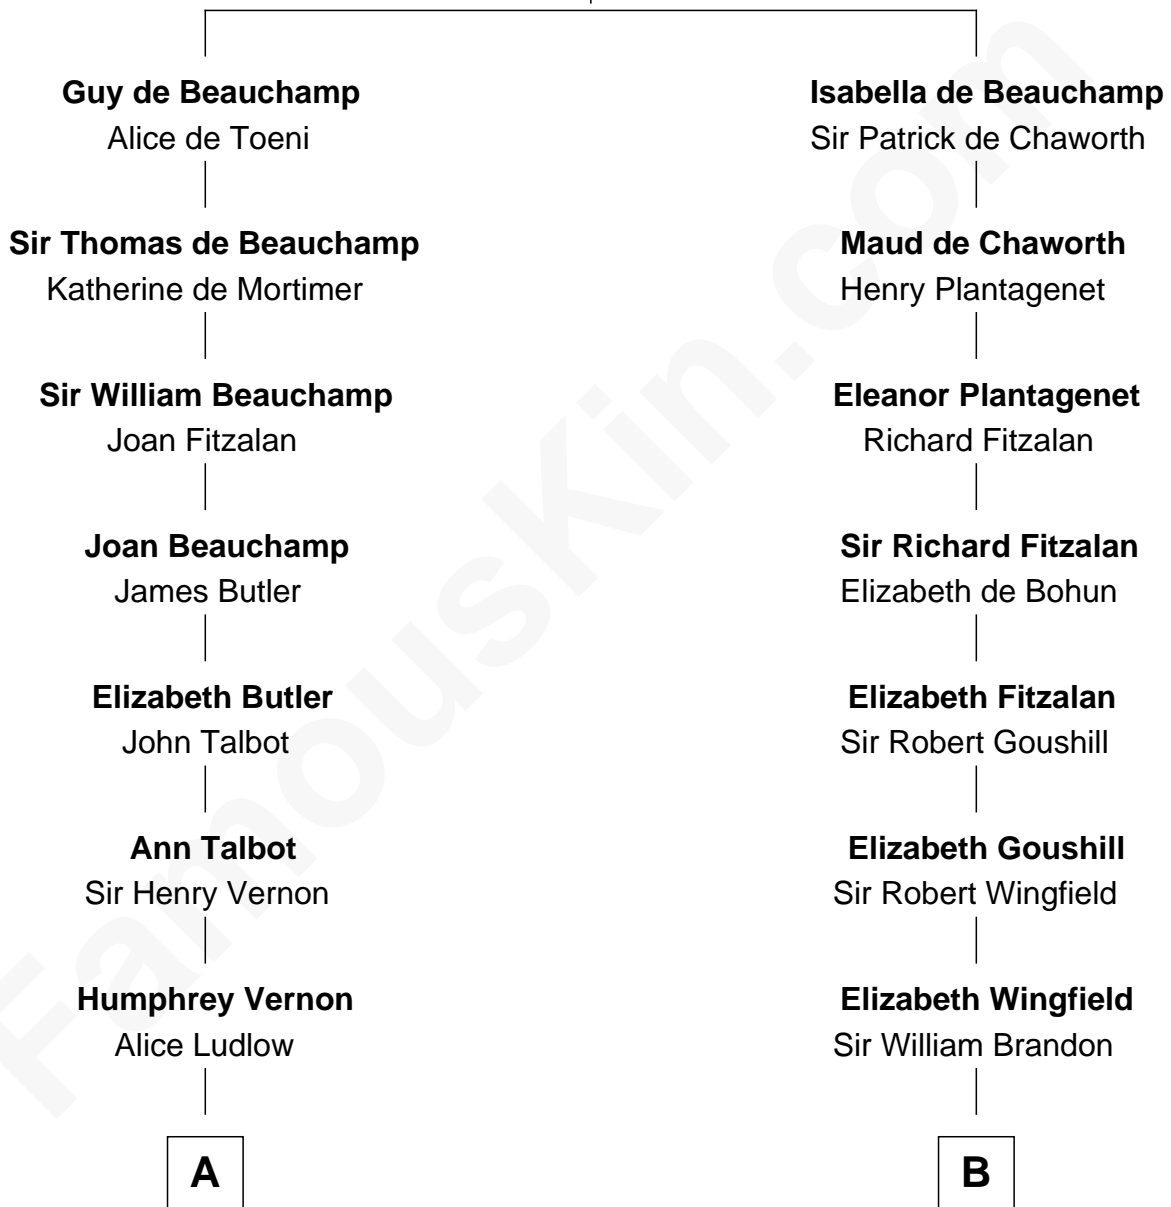 Guy de Beauchamp
Alice de Toeni
Sir Thomas de Beauchamp
Katherine de Mortimer
Sir William Beauchamp
Joan Fitzalan
Joan Beauchamp
James Butler
Elizabeth Butler
John Talbot
Ann Talbot
Sir Henry Vernon
Humphrey Vernon
Alice Ludlow
A
Isabella de Beauchamp
Sir Patrick de Chaworth
Maud de Chaworth
Henry Plantagenet
Eleanor Plantagenet
Richard Fitzalan
Sir Richard Fitzalan
Elizabeth de Bohun
Elizabeth Fitzalan
Sir Robert Goushill
Elizabeth Goushill
Sir Robert Wingfield
Elizabeth Wingfield
Sir William Brandon
B
FamousKin.com